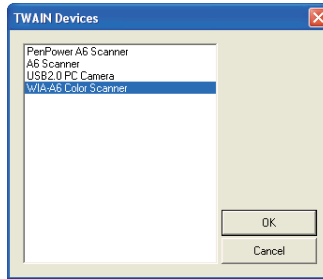 TWAIN Devices
PenPower A6 Scanner
A6 Scanner
USB2.0 PC Camera
WIA-A6 Color Scanner
OK
Cancel